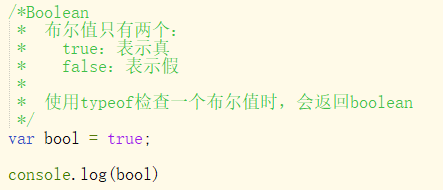 /*Boolean
* 布尔值只有两个：
* true：表示真
* false：表示假
*
* 使用typeof检查一个布尔值时，会返回boolean
*/
var bool = true;
console.log(bool)